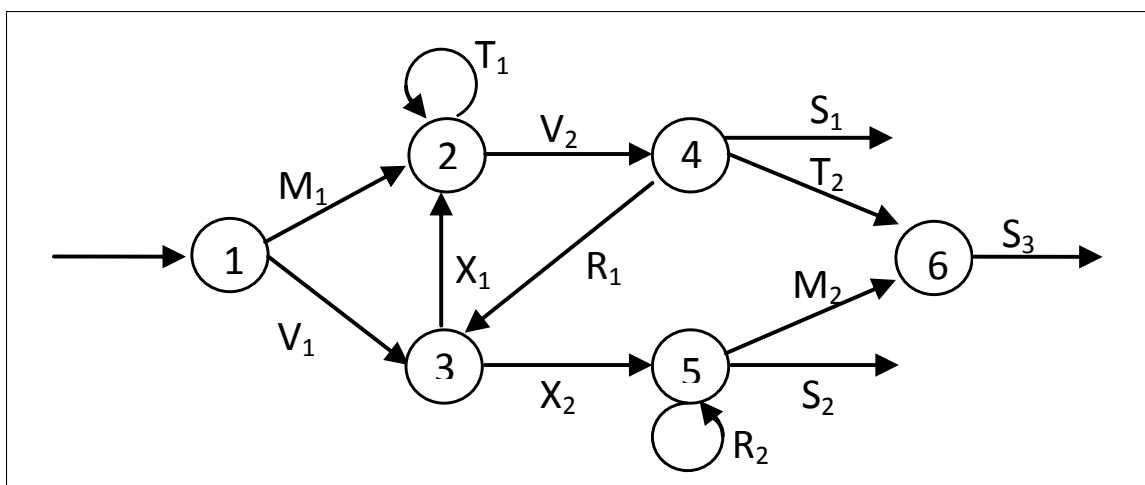 T₁
S₁
V₂
2
4
T₂
M₁
S₃
1
6
X₁
R₁
M₂
V₁
3
5
X₂
S₂
R₂